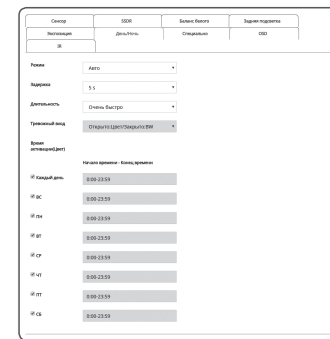 Сенсор SSDR Баланс белого Задняя подсветка
Экспозиция День/Ночь Специально OSD
IR
Режим Авто
Задержка 5 s
Длительность Очень быстро
Тревожный вход Открыто:Цвет/Закрыто:BW
Время
активации(Цвет)
Начало времени - Конец времени
Каждый день 0:00-23:59
ВС 0:00-23:59
ПН 0:00-23:59
ВТ 0:00-23:59
СР 0:00-23:59
ЧТ 0:00-23:59
ПТ 0:00-23:59
СБ 0:00-23:59